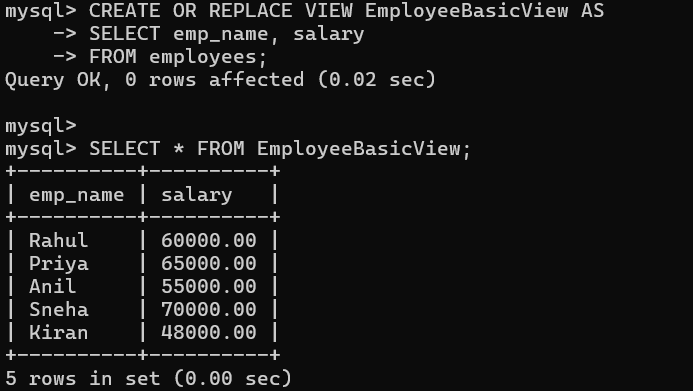 mysql> CREATE OR REPLACE VIEW EmployeeBasicView AS
    -> SELECT emp_name, salary
    -> FROM employees;
Query OK, 0 rows affected (0.02 sec)

mysql>
mysql> SELECT * FROM EmployeeBasicView;
+----------+----------+
| emp_name | salary   |
+----------+----------+
| Rahul    | 60000.00 |
| Priya    | 65000.00 |
| Anil     | 55000.00 |
| Sneha    | 70000.00 |
| Kiran    | 48000.00 |
+----------+----------+
5 rows in set (0.00 sec)